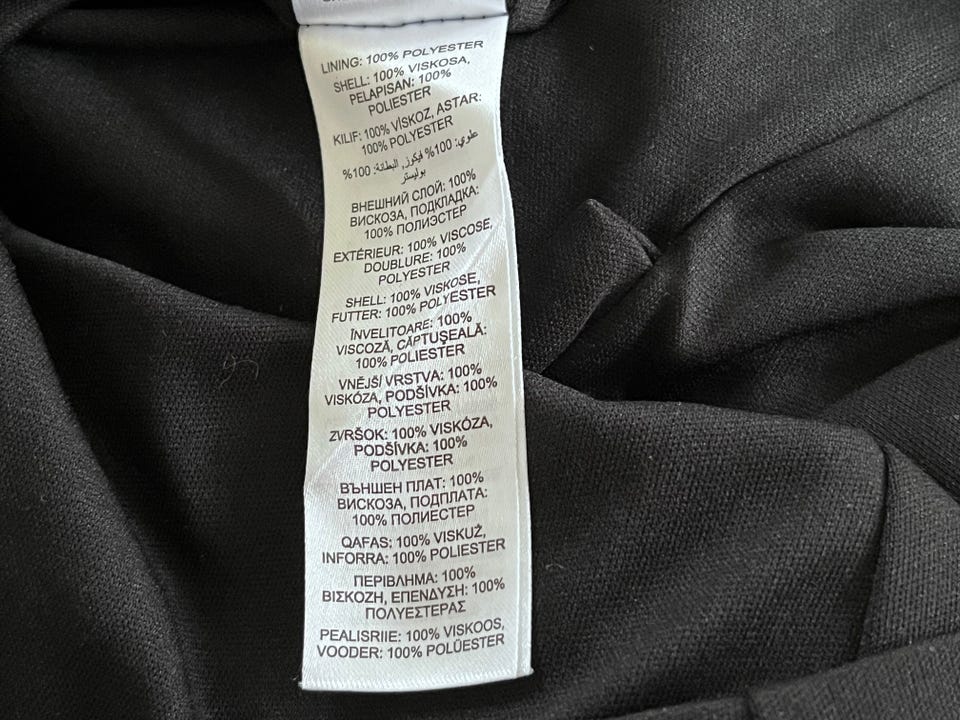 LINING: 100% POLYESTER
SHELL: 100% VISKOSA,
PELAPISAN: 100%
POLIESTER
KILIF: 100% VİSKOZ, ASTAR:
100% POLYESTER
علوي: 100% فيكوز, البطانة: 100%
بوليستر
ВНЕШНИЙ СЛОЙ: 100%
ВИСКОЗА, ПОДКЛАДКА:
100% ПОЛИЭСТЕР
EXTÉRIEUR: 100% VISCOSE,
DOUBLURE: 100%
POLYESTER
SHELL: 100% VISKOSE,
FUTTER: 100% POLYESTER
ÎNVELITOARE: 100%
VISCOZĂ, CĂPTUŞEALĂ:
100% POLIESTER
VNĚJŠÍ VRSTVA: 100%
VISKÓZA, PODŠÍVKA: 100%
POLYESTER
ZVRŠOK: 100% VISKÓZA,
PODŠÍVKA: 100%
POLYESTER
ВЪНШЕН ПЛАТ: 100%
ВИСКОЗА, ПОДПЛАТА:
100% ПОЛИЕСТЕР
QAFAS: 100% VISKUŻ,
INFORRA: 100% POLIESTER
ΠΕΡΙΒΛΗΜΑ: 100%
ΒΙΣΚΟΖΗ, ΕΠΕΝΔΥΣΗ: 100%
ΠΟΛΥΕΣΤΕΡΑΣ
PEALISRIIE: 100% VISKOOS,
VOODER: 100% POLÜESTER